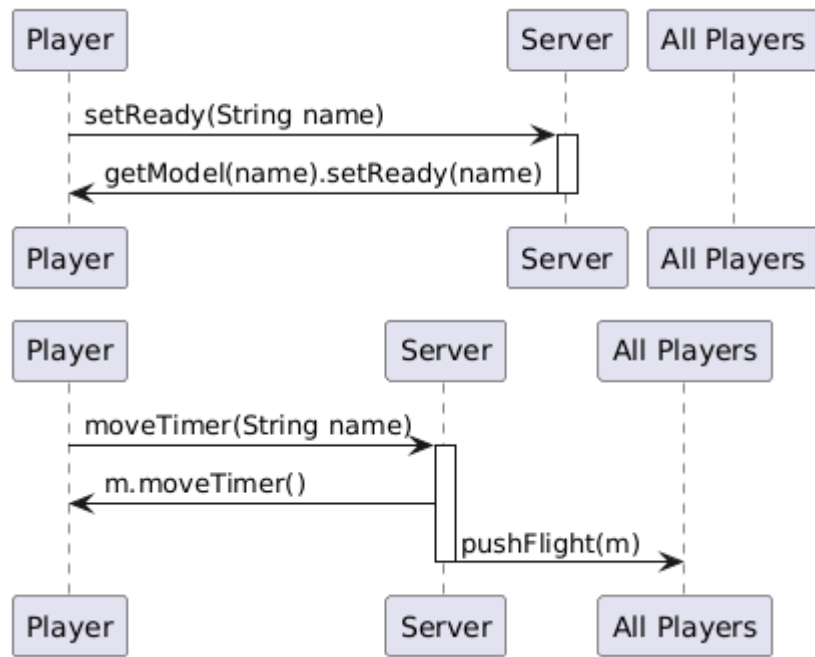 Player Server All Players
setReady(String name)
getModel(name).setReady(name)
Player Server All Players
Player Server All Players
moveTimer(String name)
m.moveTimer()
pushFlight(m)
Player Server All Players